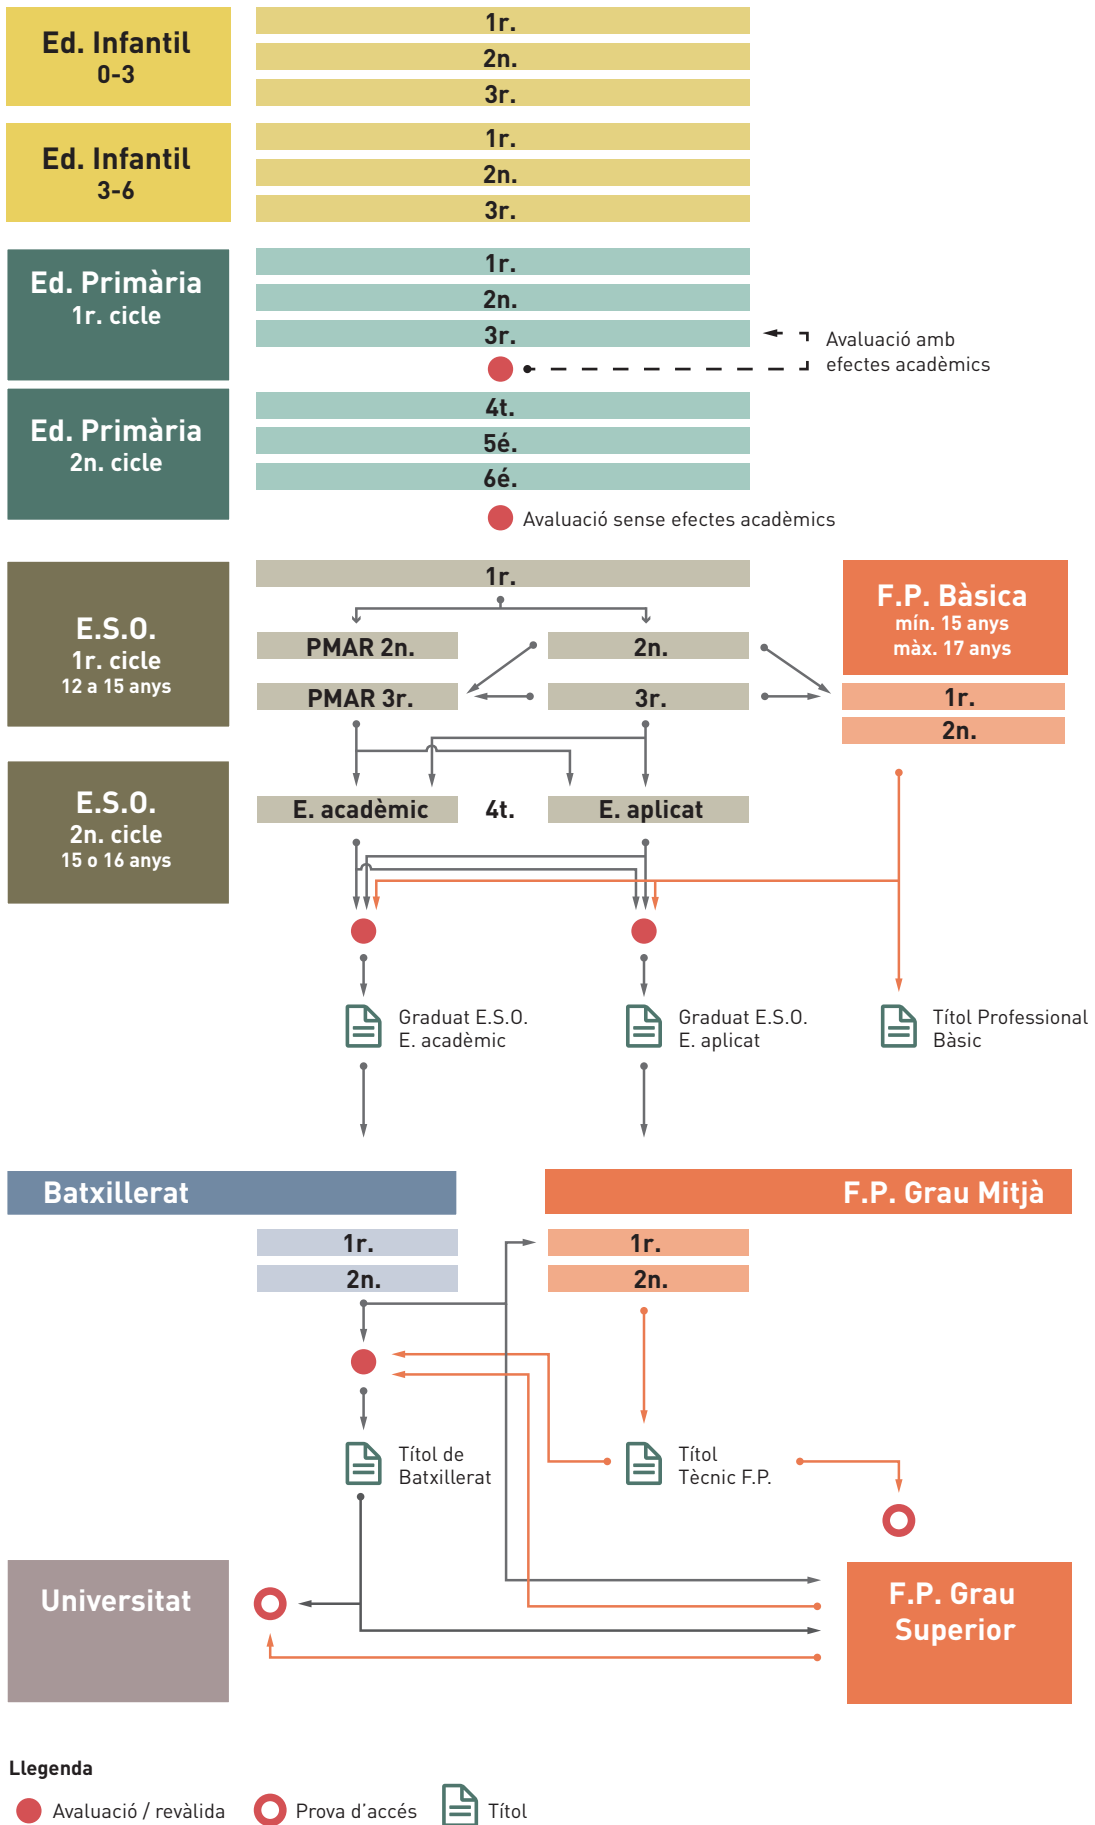 Ed. Infantil
0-3
1r.
2n.
3r.
Ed. Infantil
3-6
1r.
2n.
3r.
Ed. Primària
1r. cicle
1r.
2n.
3r.
Avaluació amb
efectes acadèmics
Ed. Primària
2n. cicle
4t.
5é.
6é.
Avaluació sense efectes acadèmics
E.S.O.
1r. cicle
12 a 15 anys
1r.
PMAR 2n.
2n.
PMAR 3r.
3r.
F.P. Bàsica
mín. 15 anys
màx. 17 anys
1r.
2n.
E.S.O.
2n. cicle
15 o 16 anys
E. acadèmic
4t.
E. aplicat
Graduat E.S.O.
E. acadèmic
Graduat E.S.O.
E. aplicat
Títol Professional
Bàsic
Batxillerat
F.P. Grau Mitjà
1r.
2n.
1r.
2n.
Títol de
Batxillerat
Títol
Tècnic F.P.
Universitat
F.P. Grau
Superior
Llegenda
Avaluació / revàlida
Prova d'accés
Títol